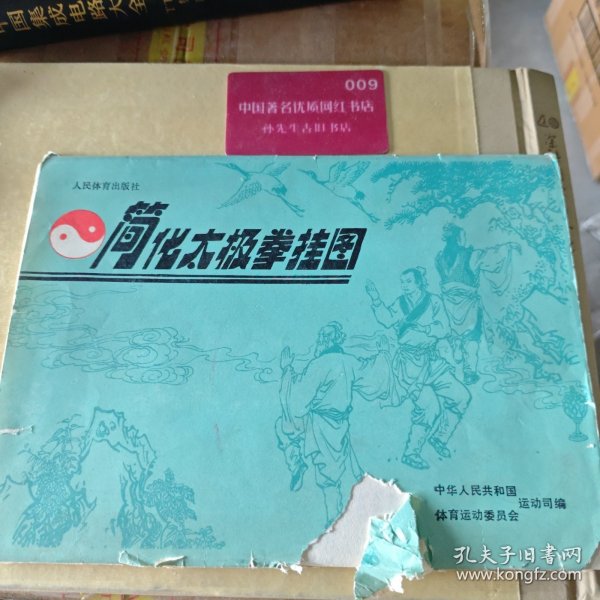 中国集成电路大全
009
中国著名优质网红书店
孙先生古旧书店
人民体育出版社
简化太极拳挂图
中华人民共和国
体育运动委员会
运动司编
孔夫子旧书网
www.kongfz.com